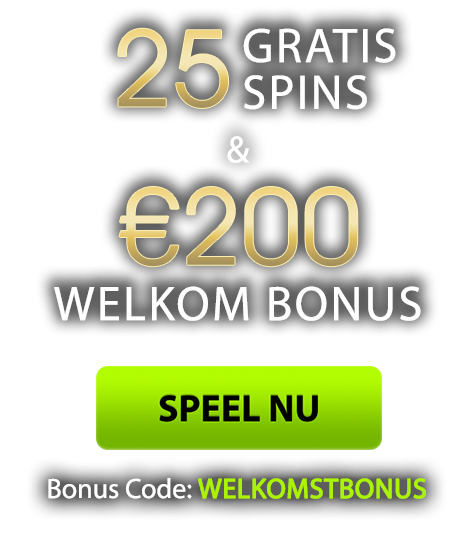 25 GRATIS
SPINS
&
€200
WELKOM BONUS
SPEEL NU
Bonus Code: WELKOMSTBONUS